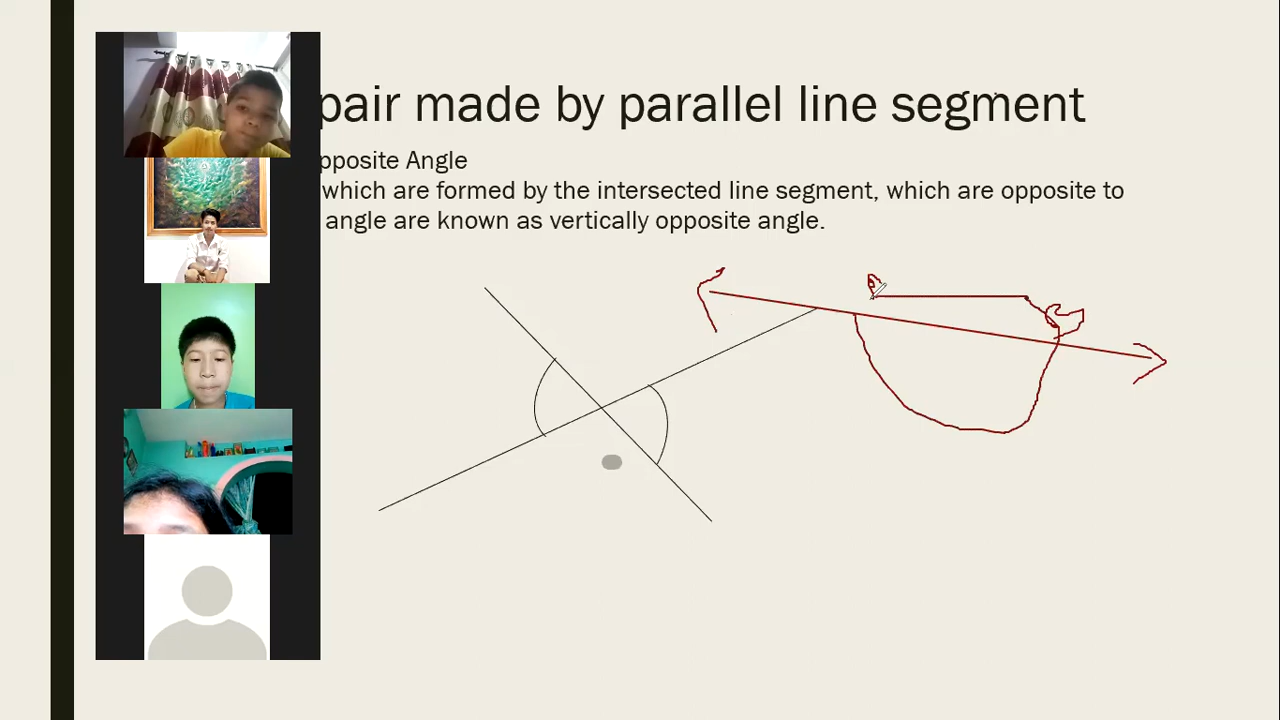 pair made by parallel line segment
pposite Angle
which are formed by the intersected line segment, which are opposite to
angle are known as vertically opposite angle.